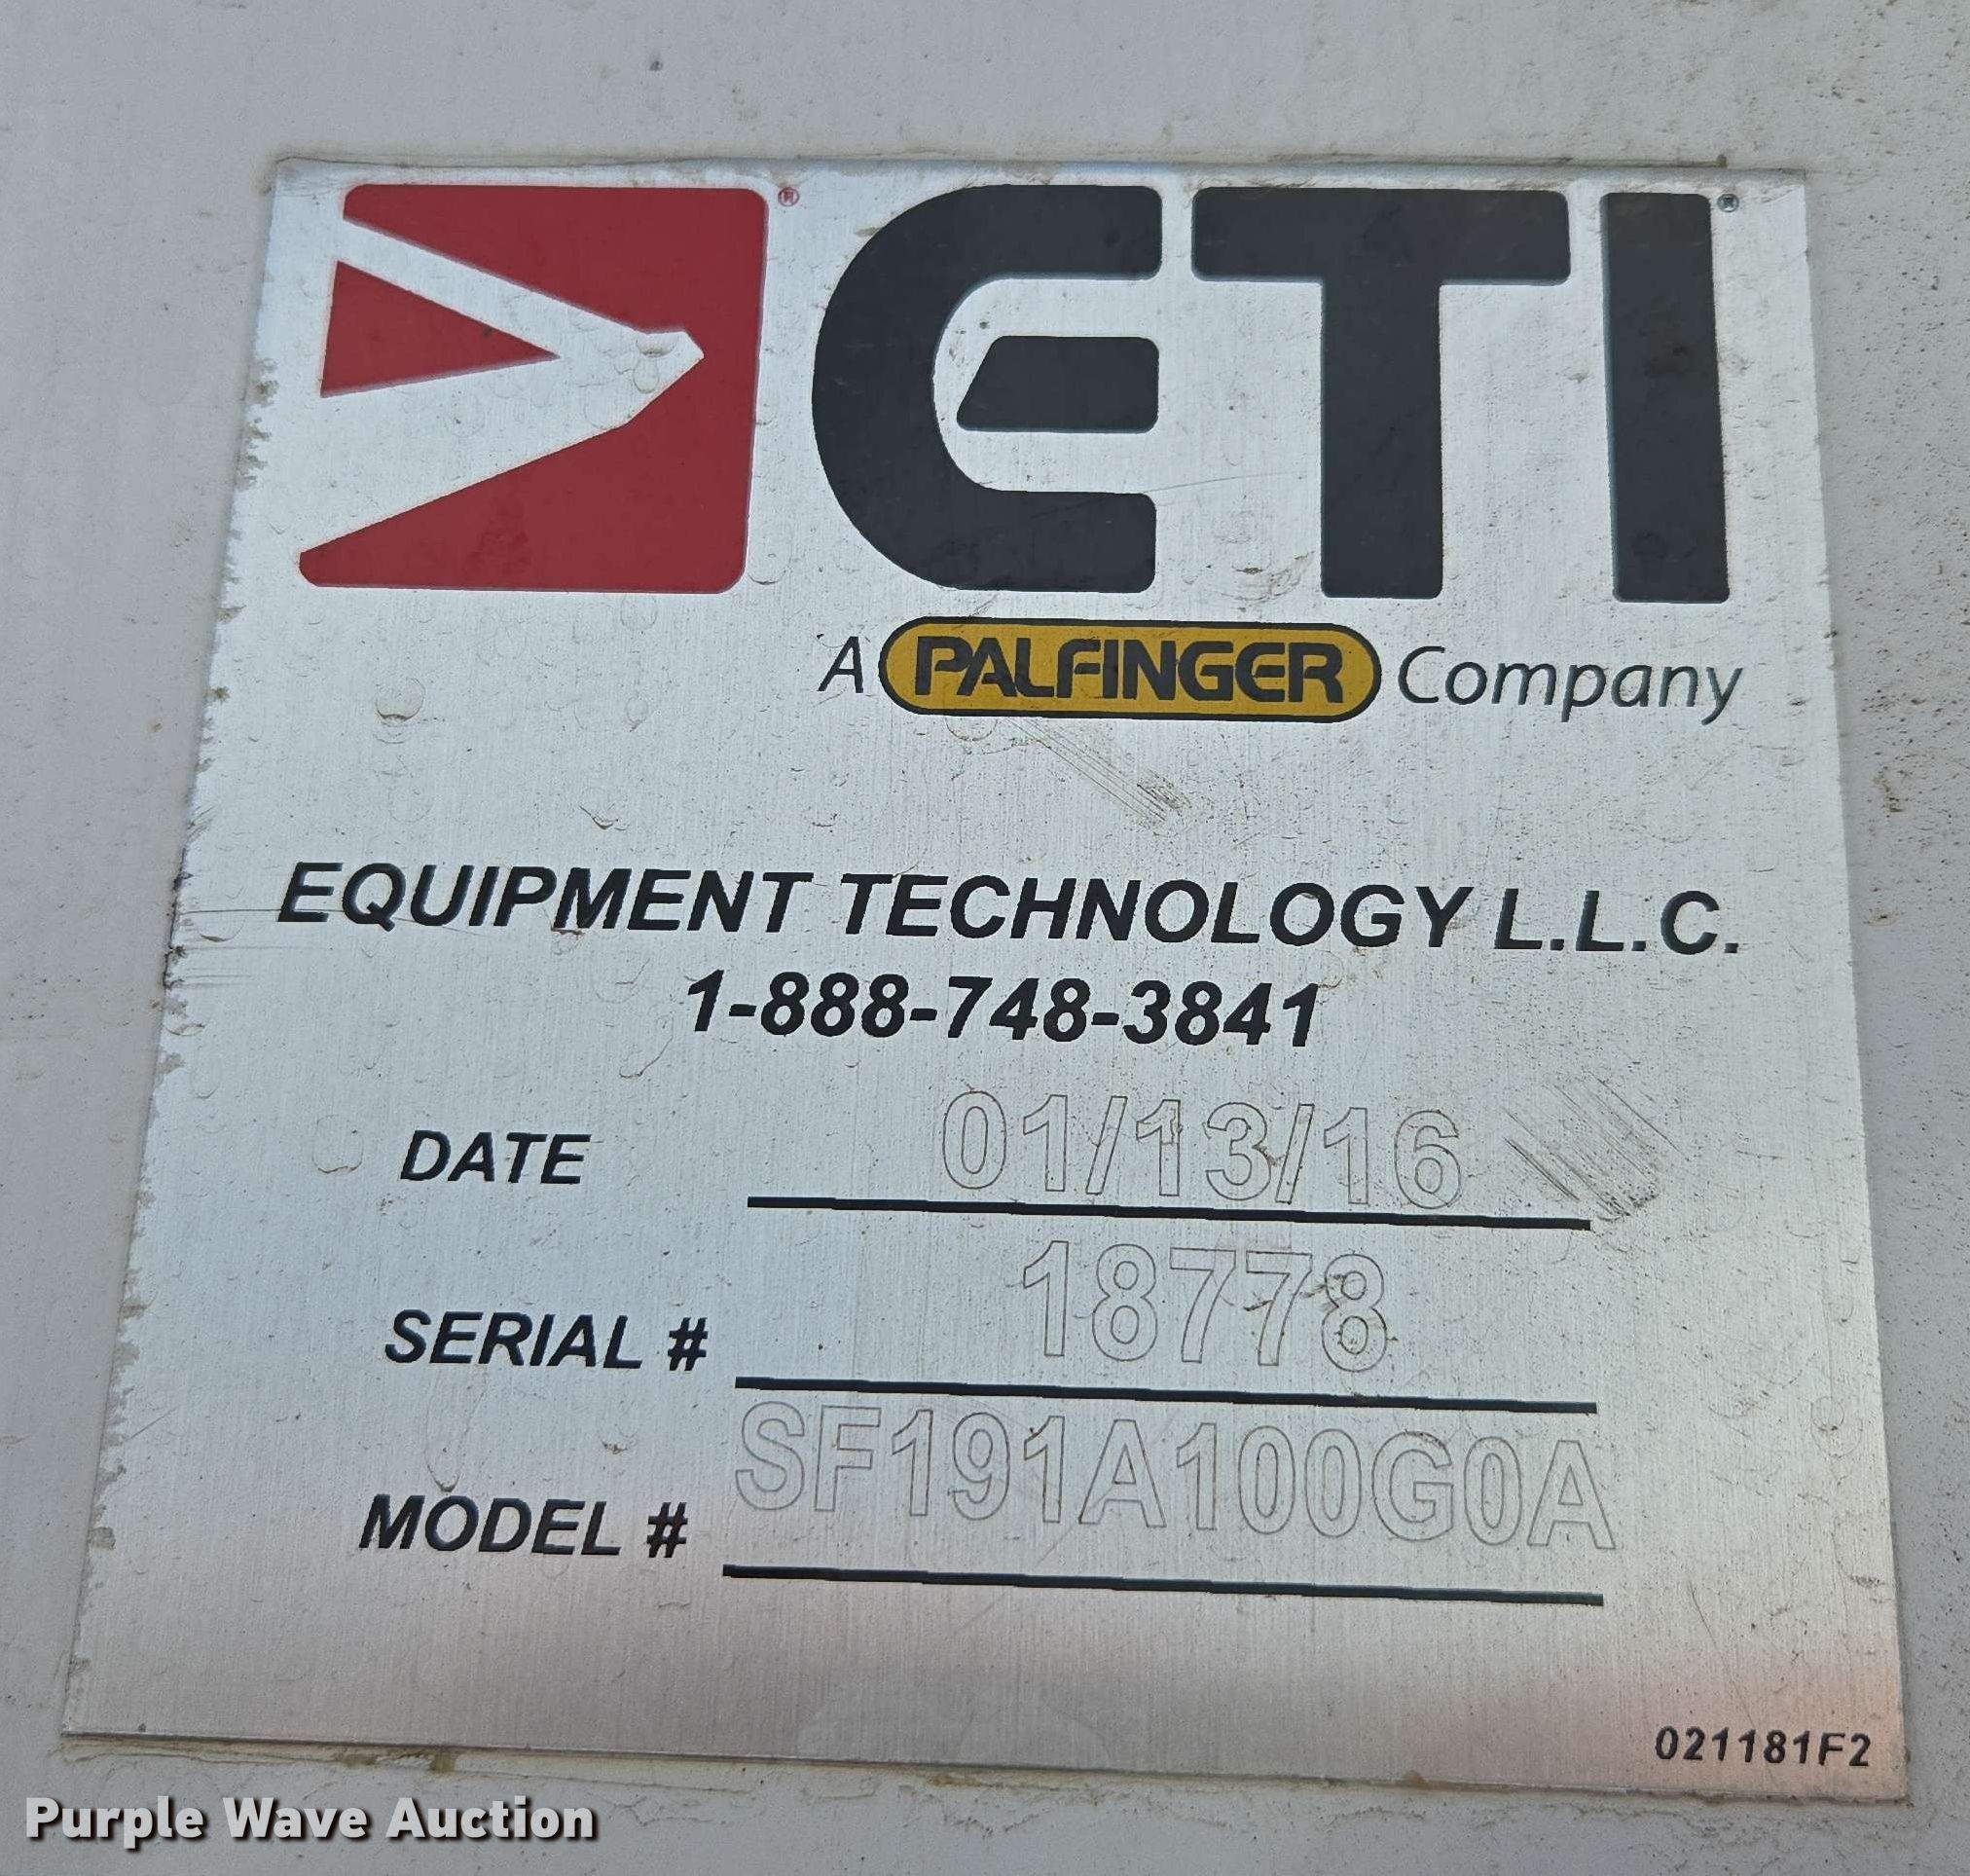 ETI
A PALFINGER Company
EQUIPMENT TECHNOLOGY L.L.C.
1-888-748-3841
DATE 01/13/16
SERIAL # 18778
MODEL # SF191A100G0A
021181F2
Purple Wave Auction